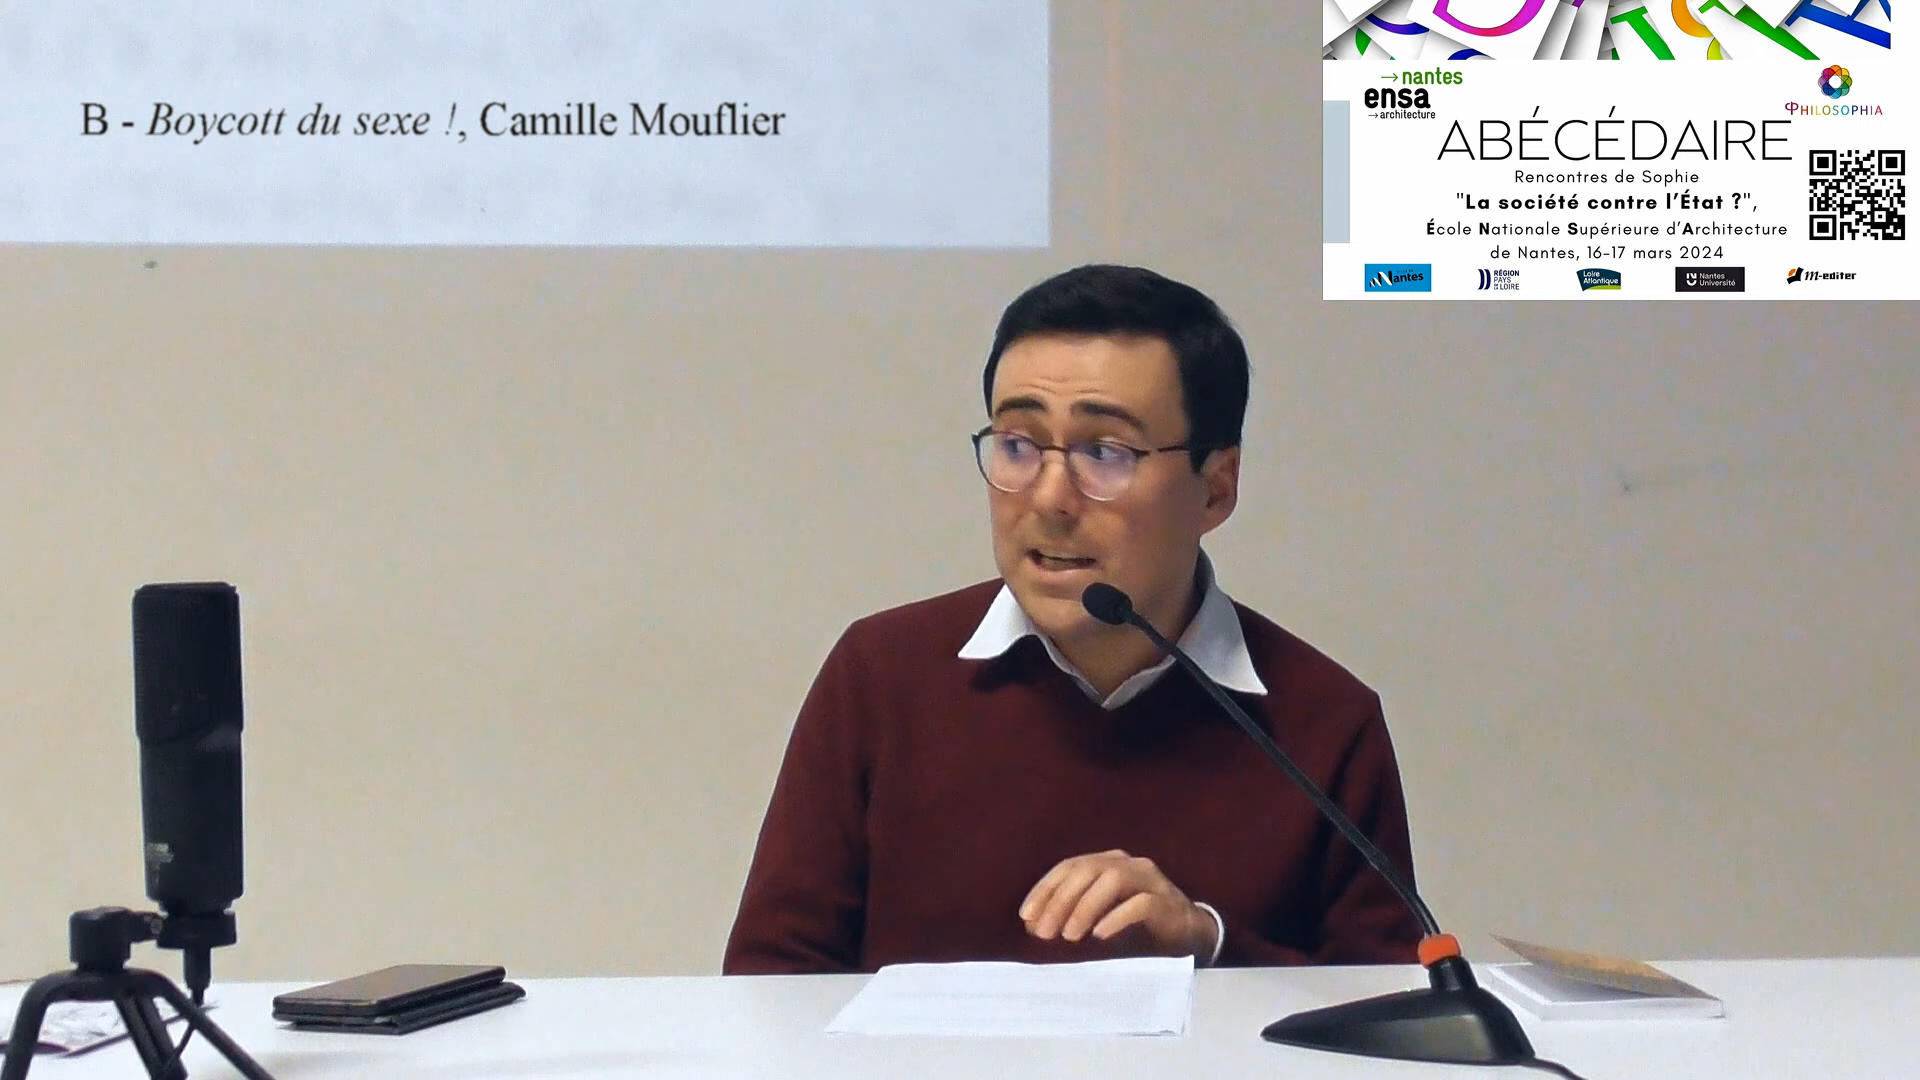 B - Boycott du sexe !, Camille Mouflier
→nantes
ensa
→architecture
PHILOSOPHIA
ABÉCÉDAIRE
Rencontres de Sophie
"La société contre l'État ?",
École Nationale Supérieure d'Architecture
de Nantes, 16-17 mars 2024
Nantes
RÉGION
PAYS
DE LA
LOIRE
Loire
Atlantique
Nantes
Université
m-editer